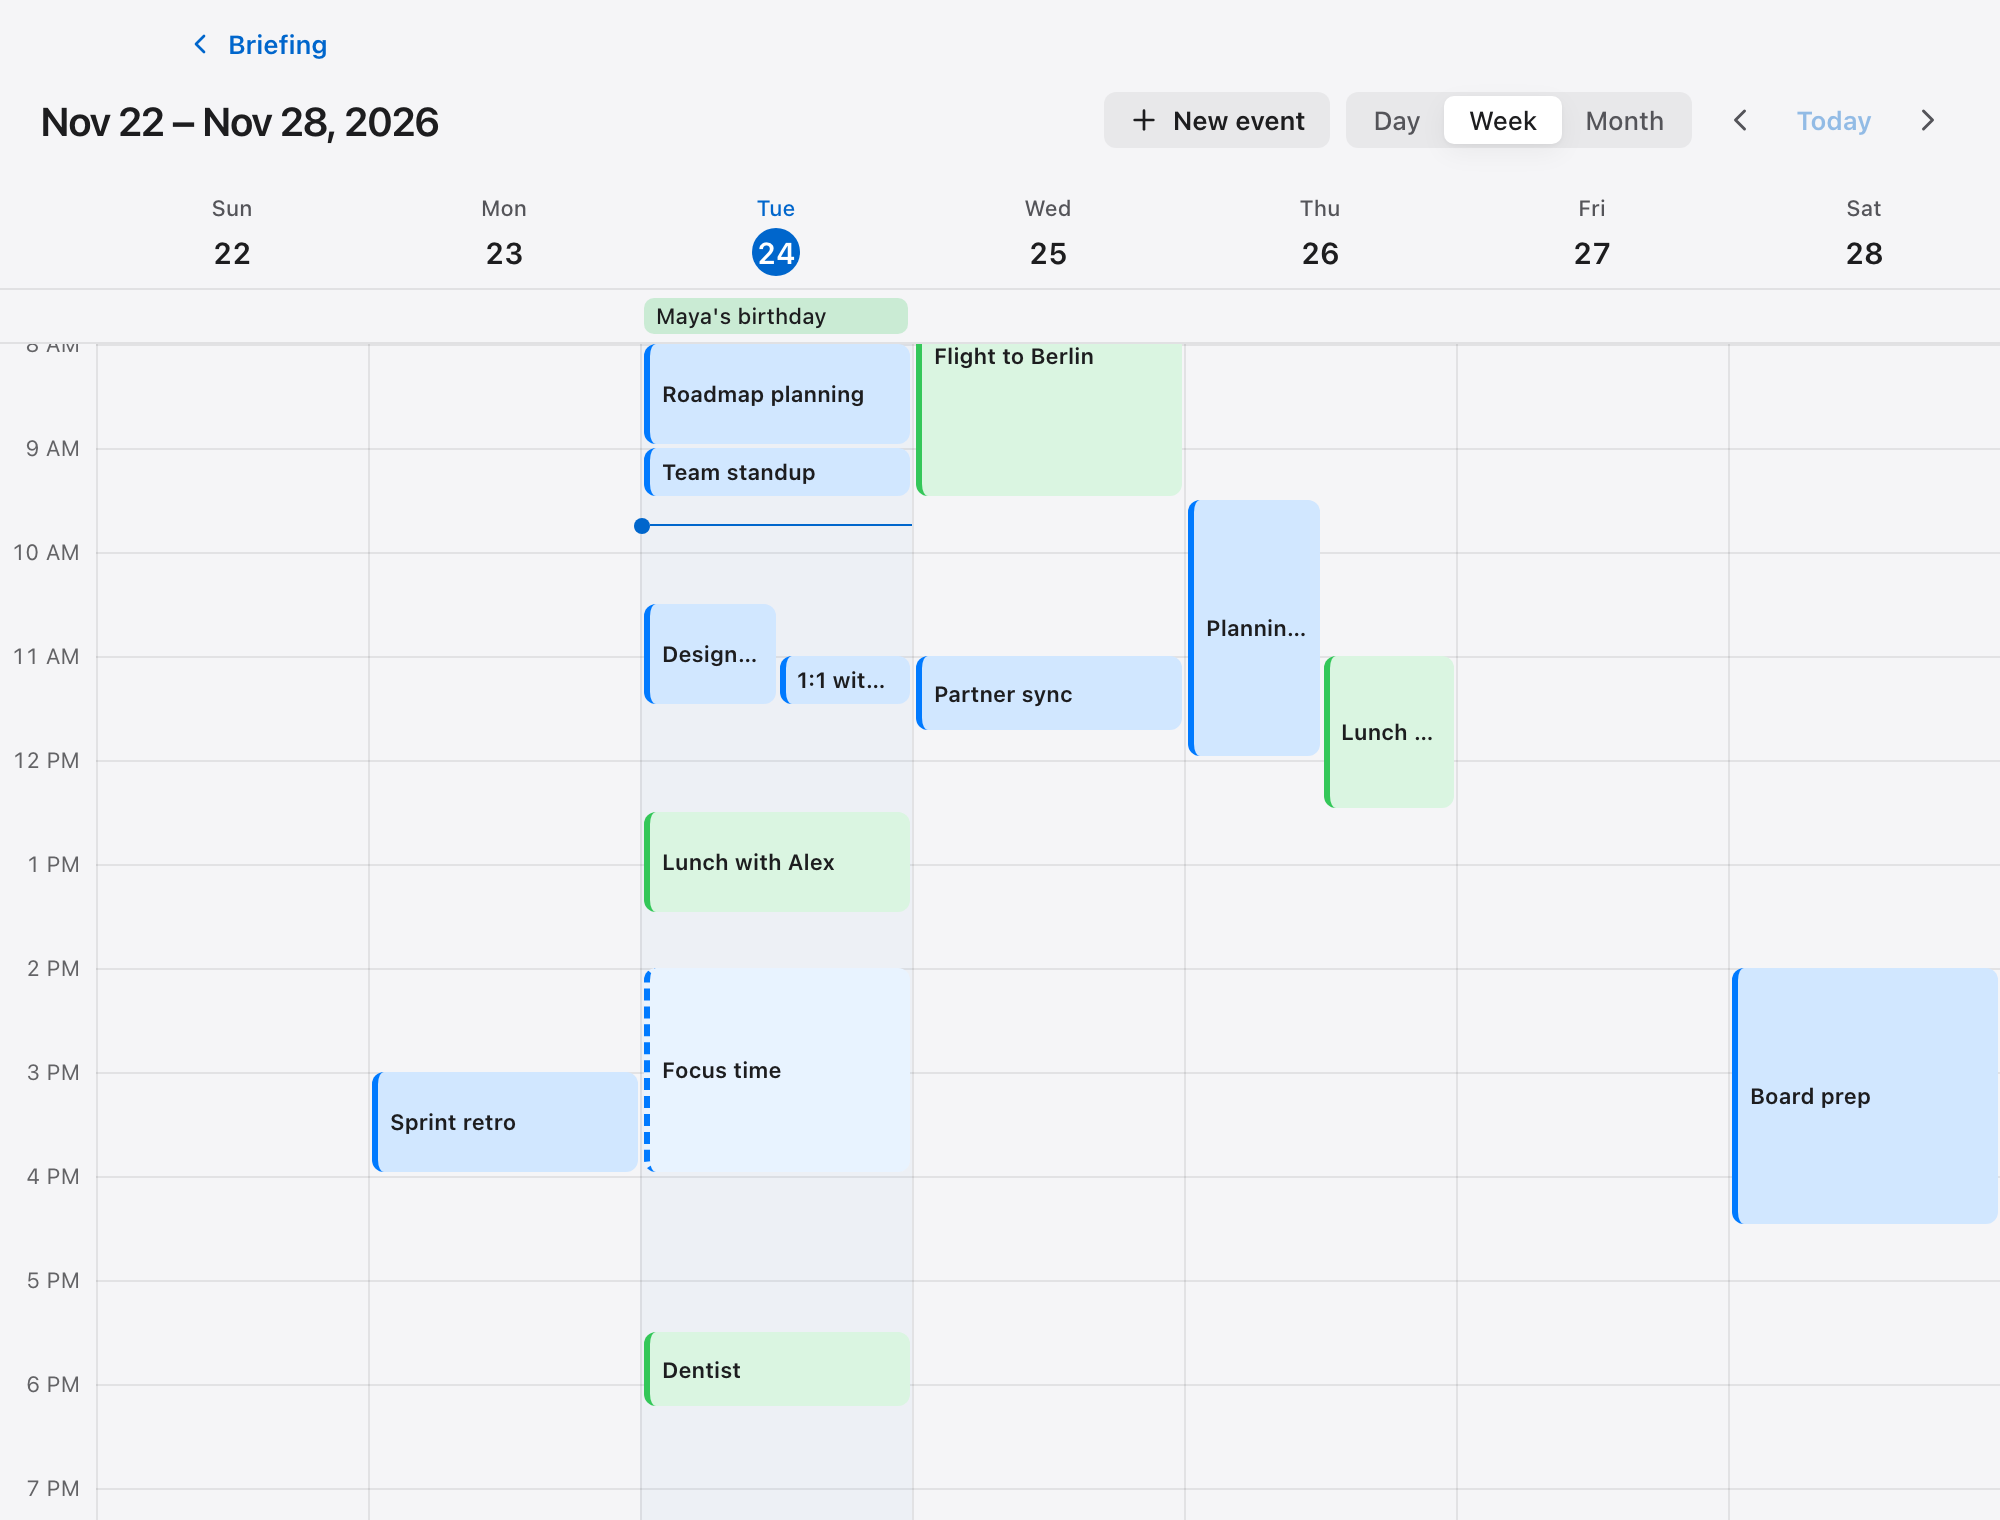 Briefing
Nov 22 – Nov 28, 2026
New event
Day
Week
Month
Today
Sun
22
Mon
23
Tue
24
Wed
25
Thu
26
Fri
27
Sat
28
Maya's birthday
8 AM
Roadmap planning
Flight to Berlin
9 AM
Team standup
10 AM
Plannin...
11 AM
Design...
1:1 wit...
Partner sync
Lunch ...
12 PM
1 PM
Lunch with Alex
2 PM
3 PM
Focus time
Board prep
Sprint retro
4 PM
5 PM
Dentist
6 PM
7 PM